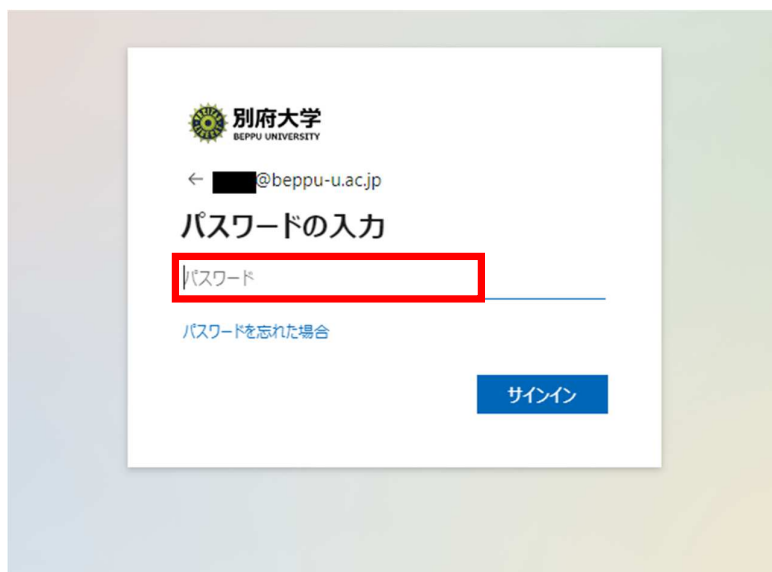 別府大学
BEPPU UNIVERSITY
← @beppu-u.ac.jp
パスワードの入力
パスワード
パスワードを忘れた場合
サインイン